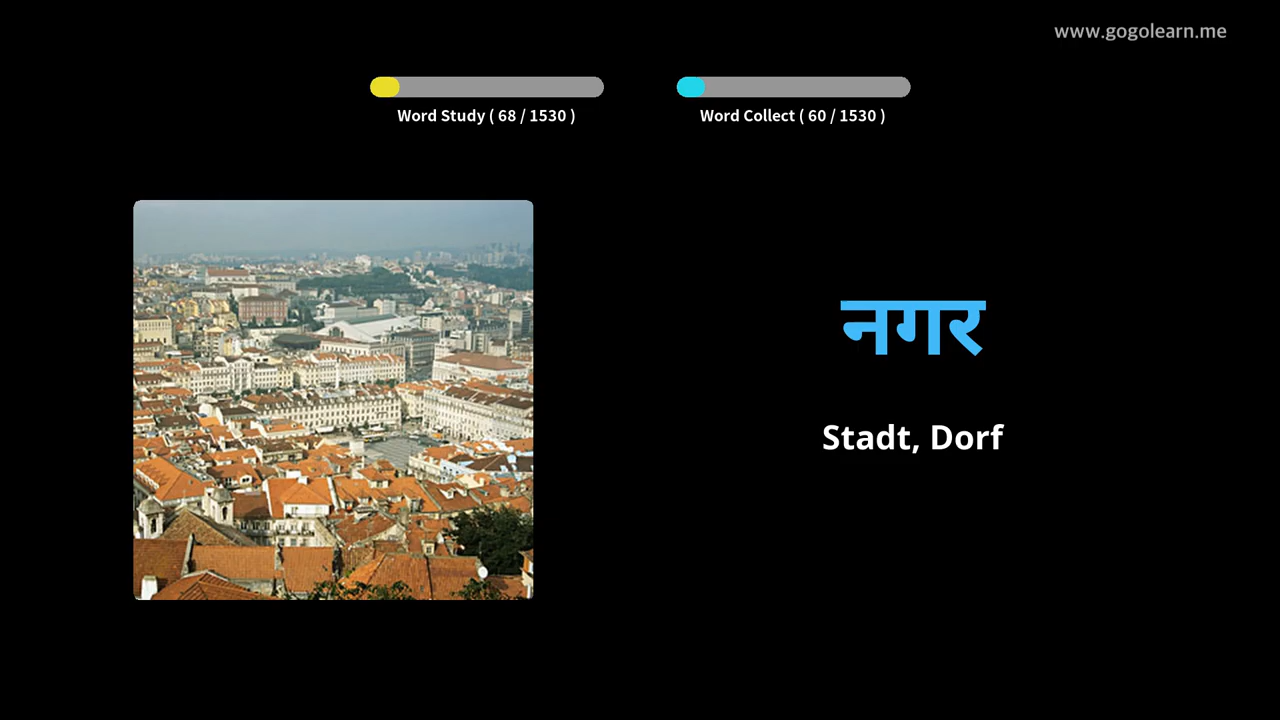 www.gogolearn.me
Word Study ( 68 / 1530 )
Word Collect ( 60 / 1530 )
नगर
Stadt, Dorf